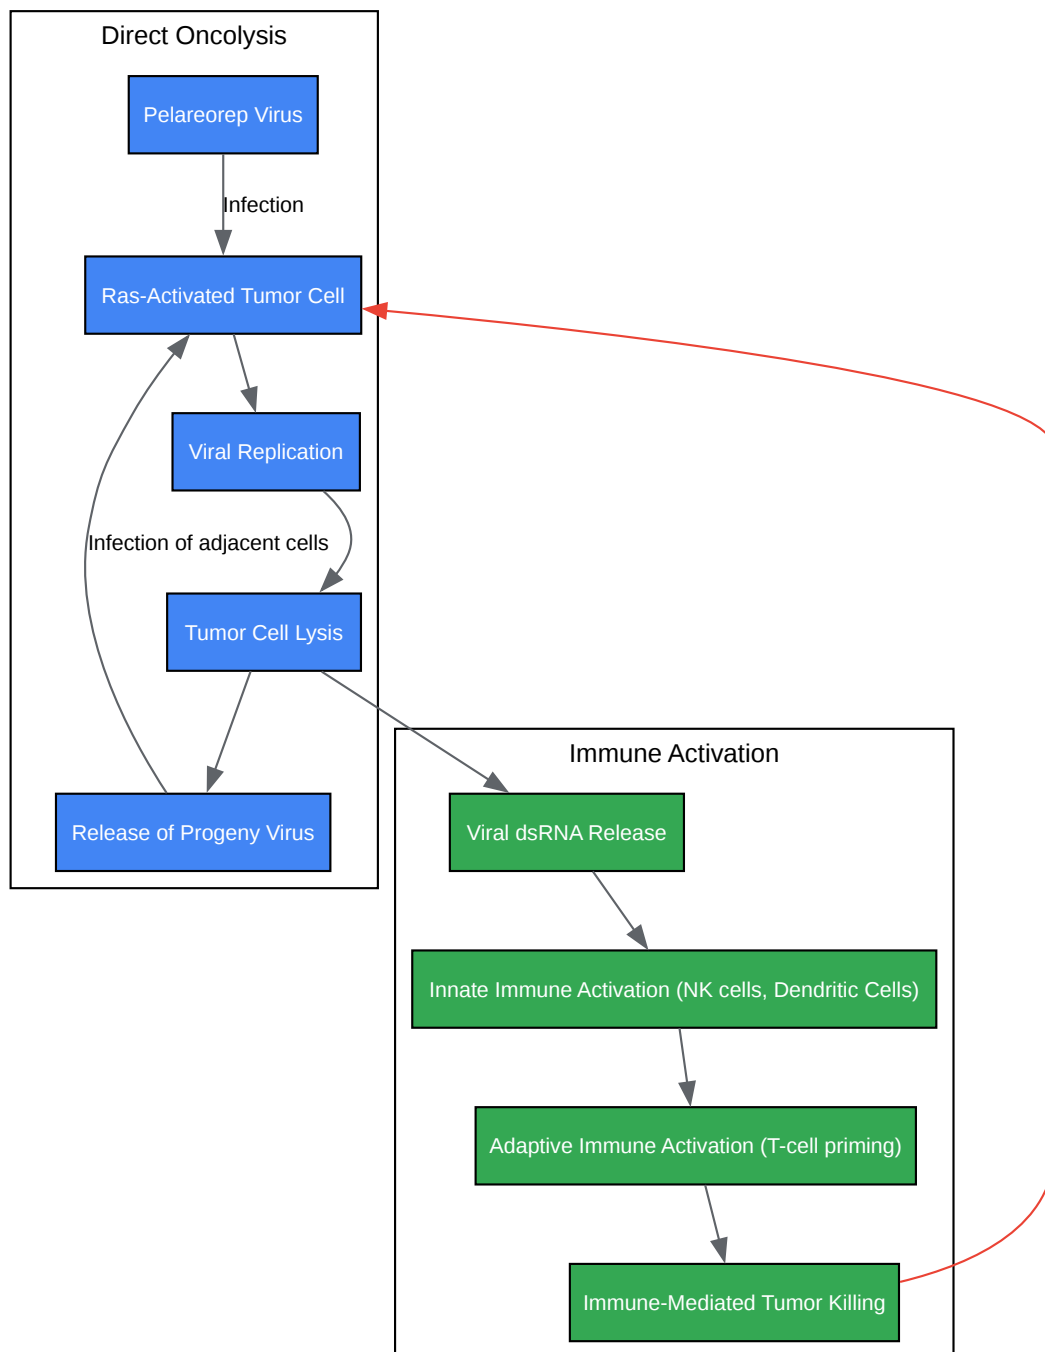 Direct Oncolysis
Pelareorep Virus
Infection
Ras-Activated Tumor Cell
Viral Replication
Infection of adjacent cells
Tumor Cell Lysis
Release of Progeny Virus
Immune Activation
Viral dsRNA Release
Innate Immune Activation (NK cells, Dendritic Cells)
Adaptive Immune Activation (T-cell priming)
Immune-Mediated Tumor Killing